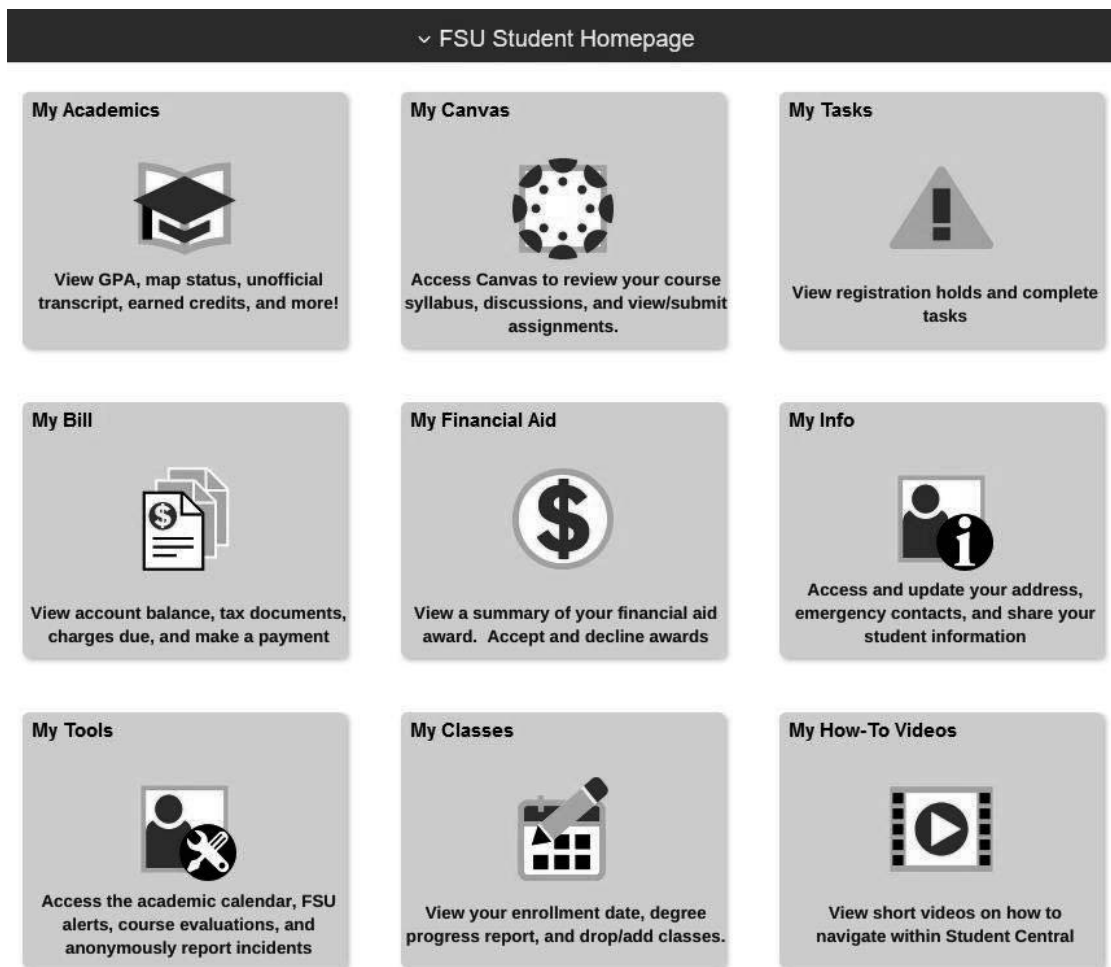 FSU Student Homepage
My Academics
View GPA, map status, unofficial
transcript, earned credits, and more!
My Canvas
Access Canvas to review your course
syllabus, discussions, and view/submit
assignments.
My Tasks
View registration holds and complete
tasks
My Bill
View account balance, tax documents,
charges due, and make a payment
My Financial Aid
View a summary of your financial aid
award.  Accept and decline awards
My Info
Access and update your address,
emergency contacts, and share your
student information
My Tools
Access the academic calendar, FSU
alerts, course evaluations, and
anonymously report incidents
My Classes
View your enrollment date, degree
progress report, and drop/add classes.
My How-To Videos
View short videos on how to
navigate within Student Central